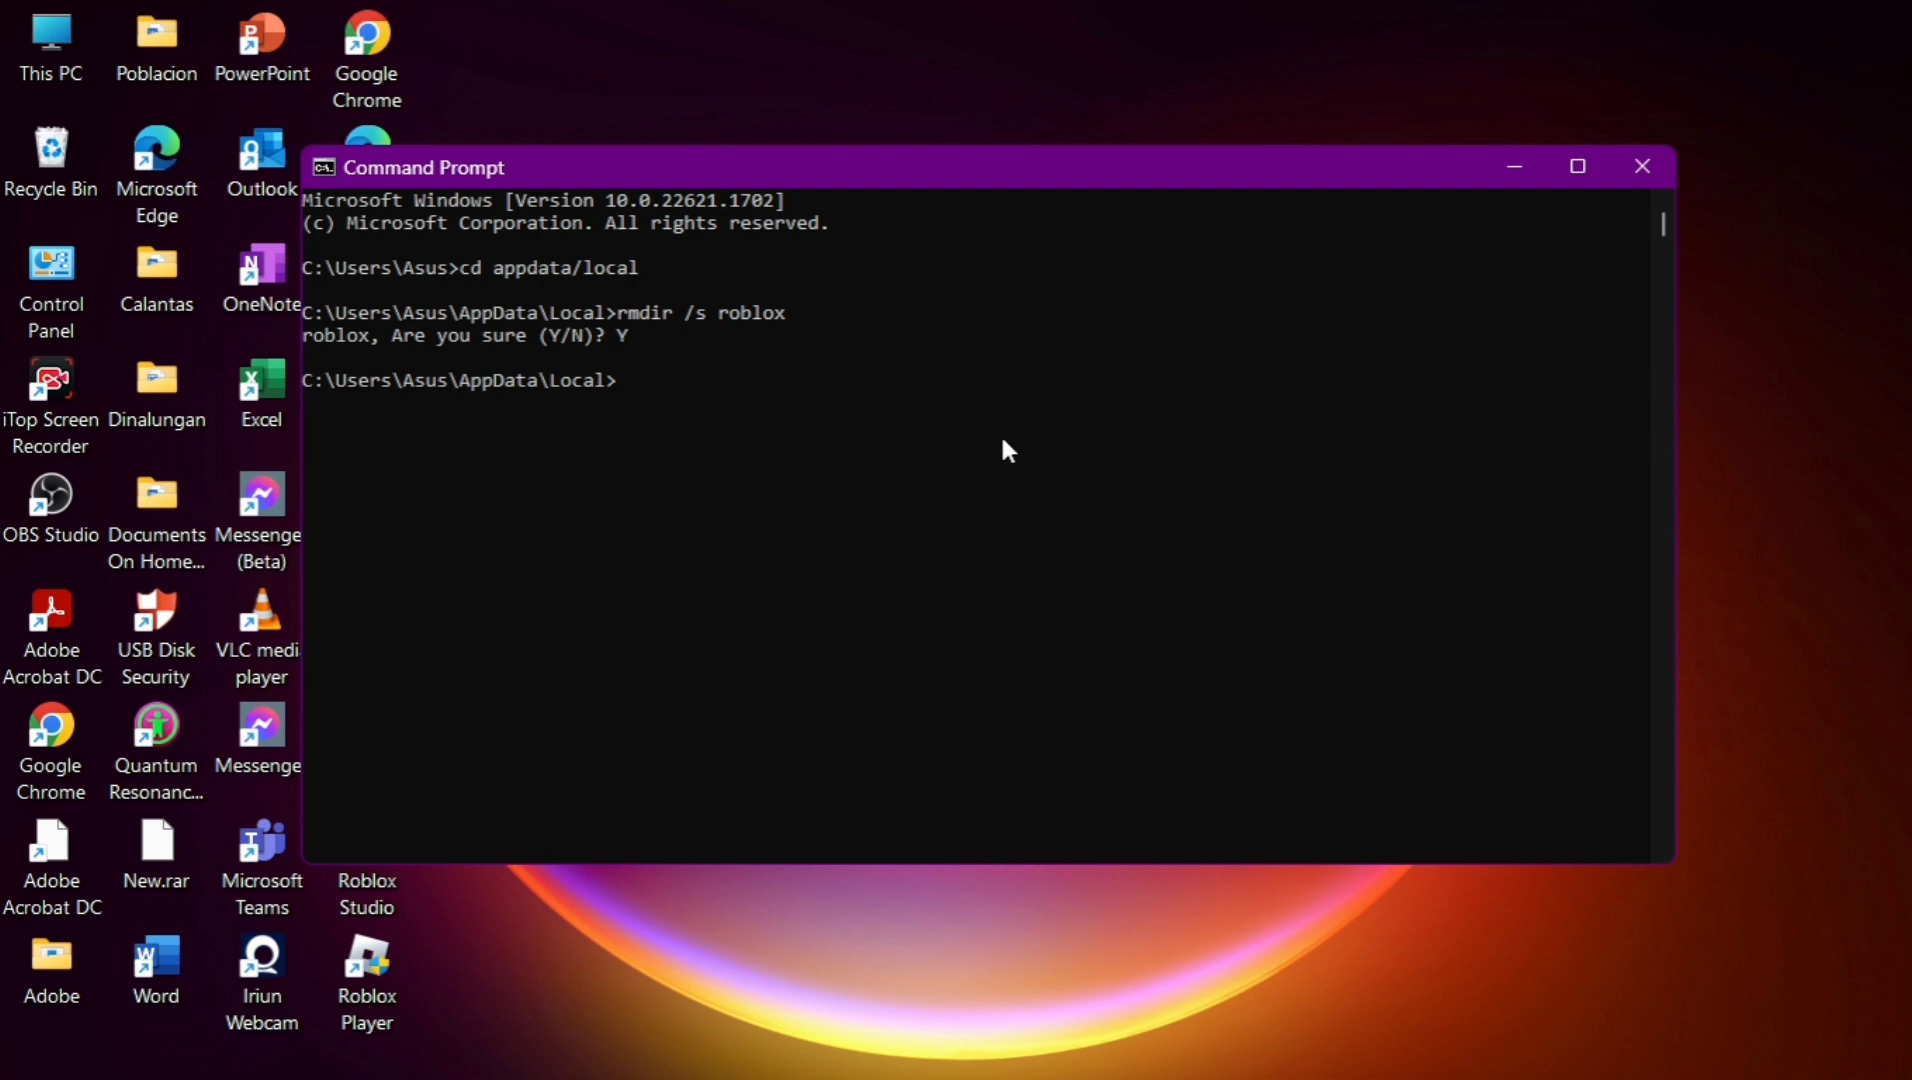 This PC
Poblacion
PowerPoint
Google
Chrome
Recycle Bin
Microsoft
Edge
Outlook
Control
Panel
Calantas
OneNote
iTop Screen
Recorder
Dinalungan
Excel
OBS Studio
Documents
On Home...
Messenge
(Beta)
Adobe
Acrobat DC
USB Disk
Security
VLC medi
player
Google
Chrome
Quantum
Resonanc...
Messenge
Adobe
Acrobat DC
New.rar
Microsoft
Teams
Roblox
Studio
Adobe
Word
Iriun
Webcam
Roblox
Player
Command Prompt
Microsoft Windows [Version 10.0.22621.1702]
(c) Microsoft Corporation. All rights reserved.
C:\Users\Asus>cd appdata/local
C:\Users\Asus\AppData\Local>rmdir /s roblox
roblox, Are you sure (Y/N)? Y
C:\Users\Asus\AppData\Local>